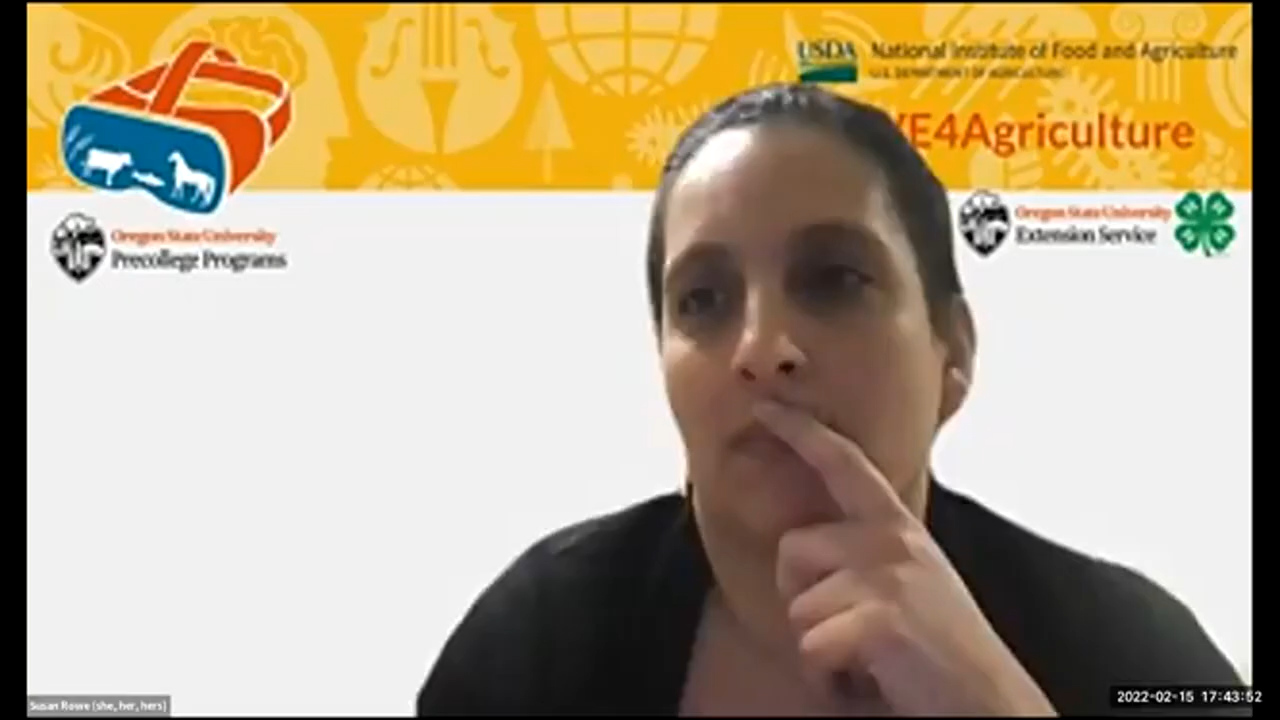 USDA National Institute of Food and Agriculture
U.S. DEPARTMENT OF AGRICULTURE
VE4Agriculture
Oregon State University
Precollege Programs
Oregon State University
Extension Service
Susan Rowe (she, her, hers)
2022-02-15 17:43:52